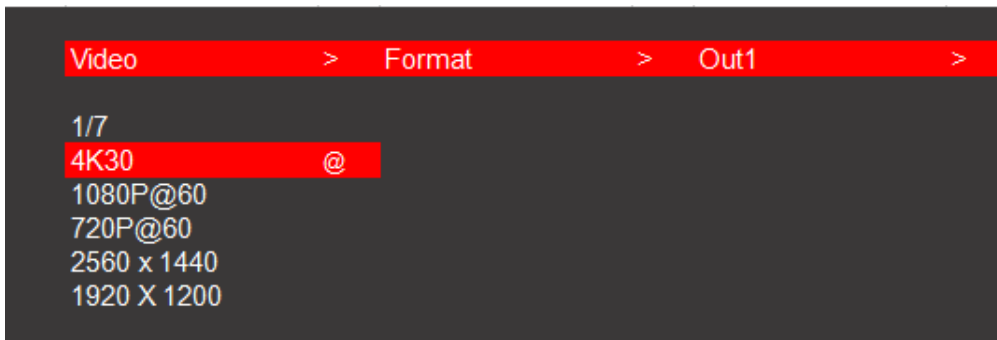 Video > Format > Out1 >
1/7
4K30 @
1080P@60
720P@60
2560 x 1440
1920 X 1200